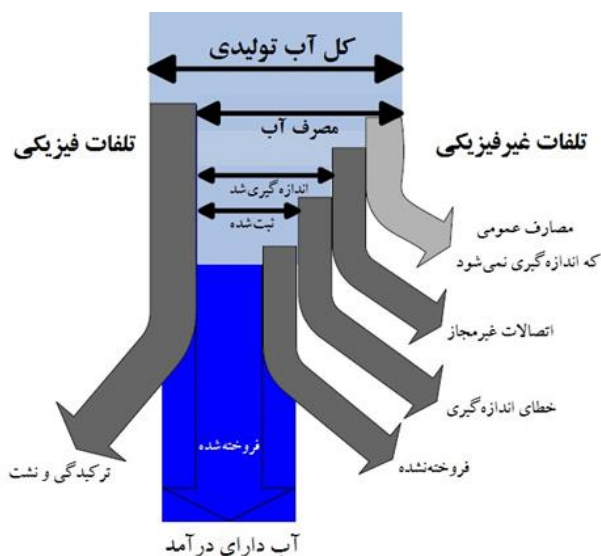 کل آب تولیدی
مصرف آب
تلفات فیزیکی
تلفات غیرفیزیکی
اندازه‌گیری‌شد
ثبت‌شده
مصارف عمومی
که اندازه‌گیری نمی‌شود
اتصالات غیرمجاز
خطای اندازه‌گیری
فروخته‌نشده
فروخته‌شده
ترکیدگی و نشت
آب دارای درآمد